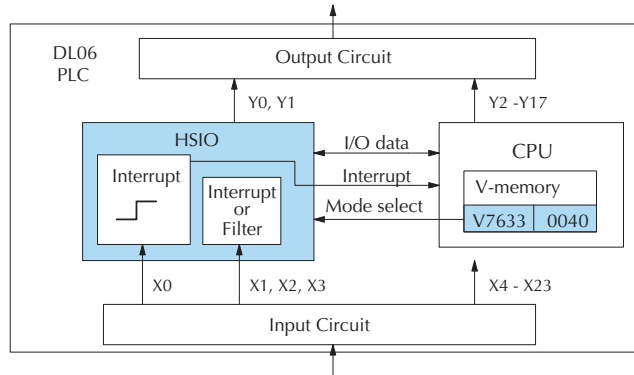 DL06
PLC
Output Circuit
Y0, Y1
Y2 -Y17
HSIO
I/O data
CPU
Interrupt
Interrupt
or
Filter
Interrupt
V-memory
Mode select
V7633
0040
X0
X1, X2, X3
X4 - X23
Input Circuit